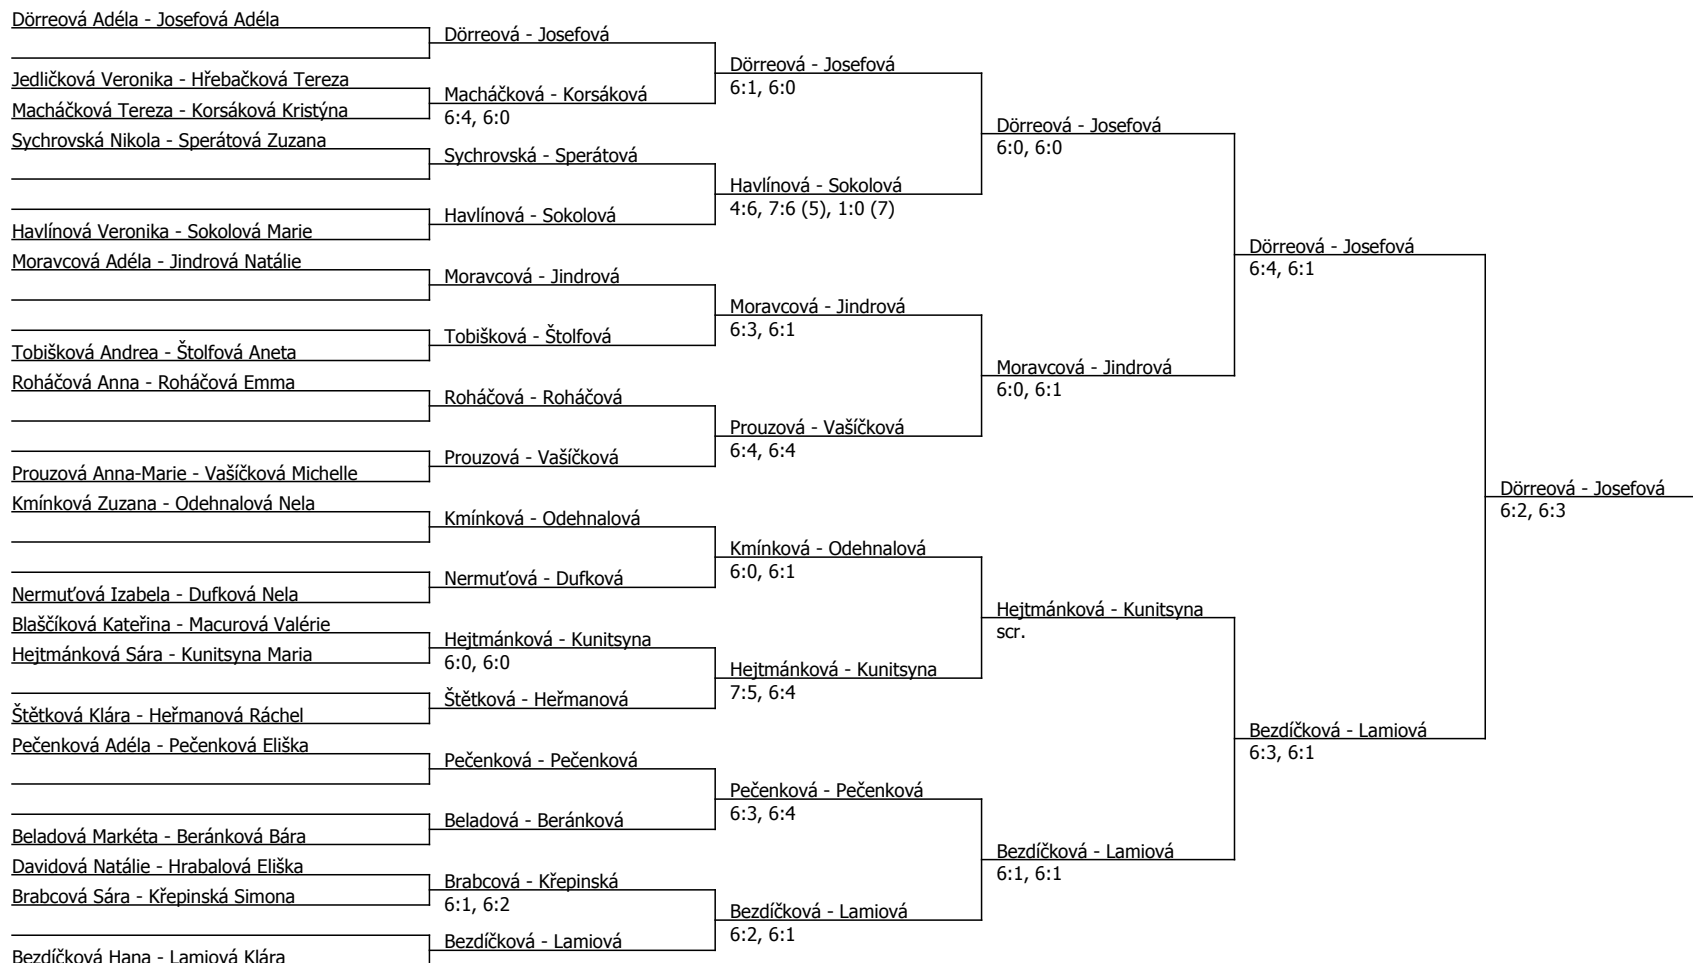 Dörreová Adéla - Josefová Adéla
Jedličková Veronika - Hřebačková Tereza
Macháčková Tereza - Korsáková Kristýna
Sychrovská Nikola - Sperátová Zuzana
Havlínová Veronika - Sokolová Marie
Moravcová Adéla - Jindrová Natálie
Tobišková Andrea - Štolfová Aneta
Roháčová Anna - Roháčová Emma
Prouzová Anna-Marie - Vašíčková Michelle
Kmínková Zuzana - Odehnalová Nela
Nermuťová Izabela - Dufková Nela
Blaščíková Kateřina - Macurová Valérie
Hejtmánková Sára - Kunitsyna Maria
Štětková Klára - Heřmanová Ráchel
Pečenková Adéla - Pečenková Eliška
Beladová Markéta - Beránková Bára
Davidová Natálie - Hrabalová Eliška
Brabcová Sára - Křepinská Simona
Bezdíčková Hana - Lamiová Klára
Dörreová - Josefová
Macháčková - Korsáková
6:4, 6:0
Sychrovská - Sperátová
Havlínová - Sokolová
Moravcová - Jindrová
Tobišková - Štolfová
Roháčová - Roháčová
Prouzová - Vašíčková
Kmínková - Odehnalová
Nermuťová - Dufková
Hejtmánková - Kunitsyna
6:0, 6:0
Štětková - Heřmanová
Pečenková - Pečenková
Beladová - Beránková
Brabcová - Křepinská
6:1, 6:2
Bezdíčková - Lamiová
Dörreová - Josefová
6:1, 6:0
Havlínová - Sokolová
4:6, 7:6 (5), 1:0 (7)
Moravcová - Jindrová
6:3, 6:1
Prouzová - Vašíčková
6:4, 6:4
Kmínková - Odehnalová
6:0, 6:1
Hejtmánková - Kunitsyna
7:5, 6:4
Pečenková - Pečenková
6:3, 6:4
Bezdíčková - Lamiová
6:2, 6:1
Dörreová - Josefová
6:0, 6:0
Moravcová - Jindrová
6:0, 6:1
Hejtmánková - Kunitsyna
scr.
Bezdíčková - Lamiová
6:1, 6:1
Dörreová - Josefová
6:4, 6:1
Bezdíčková - Lamiová
6:3, 6:1
Dörreová - Josefová
6:2, 6:3